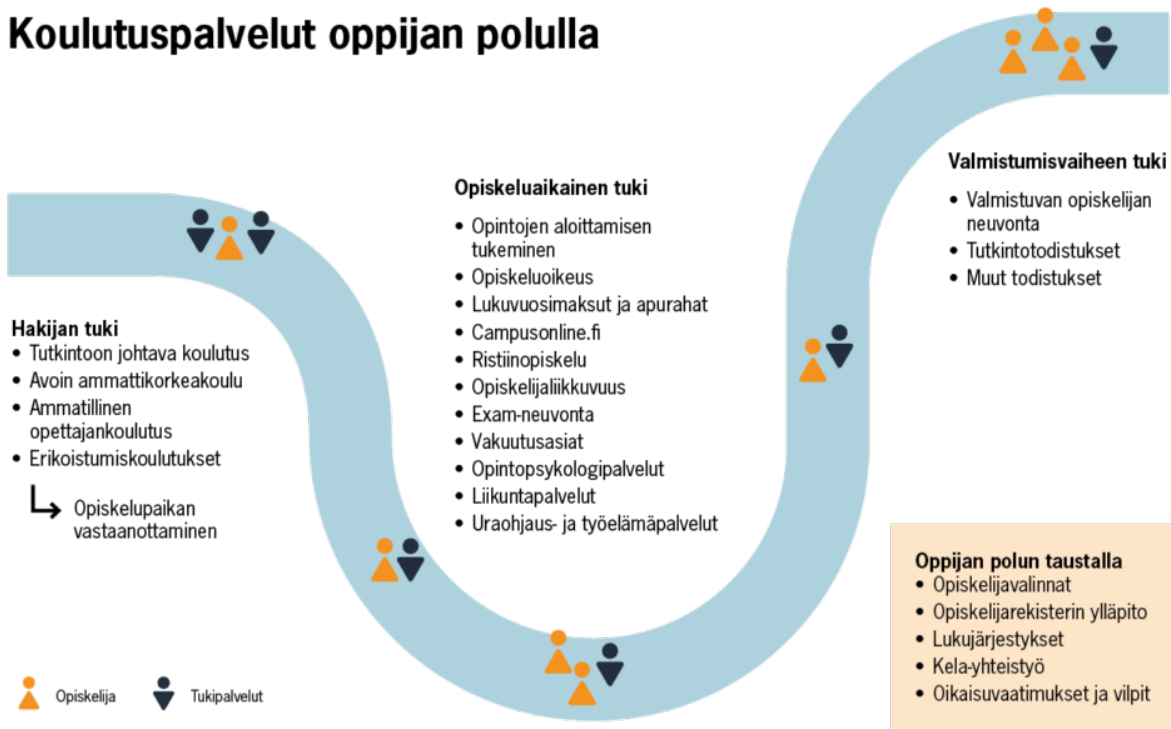 Koulutuspalvelut oppijan polulla
Hakijan tuki
• Tutkintoon johtava koulutus
• Avoin ammattikorkeakoulu
• Ammatillinen
opettajankoulutus
• Erikoistumiskoulutukset
Opiskelupaikan
vastaanottaminen
Opiskeluaikainen tuki
• Opintojen aloittamisen
tukeminen
• Opiskeluoikeus
• Lukuvuosimaksut ja apurahat
• Campusonline.fi
• Ristiinopiskelu
• Opiskelijaliikkuvuus
• Exam-neuvonta
• Vakuutusasiat
• Opintopsykologipalvelut
• Liikuntapalvelut
• Uraohjaus- ja työelämäpalvelut
Valmistumisvaiheen tuki
• Valmistuvan opiskelijan
neuvonta
• Tutkintotodistukset
• Muut todistukset
Oppijan polun taustalla
• Opiskelijavalinnat
• Opiskelijarekisterin ylläpito
• Lukujärjestykset
• Kela-yhteistyö
• Oikaisuvaatimukset ja vilpit
Opiskelija
Tukipalvelut